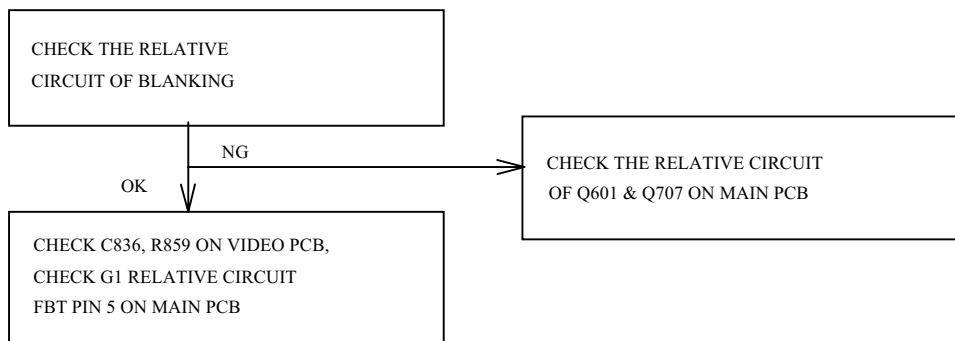 CHECK THE RELATIVE
CIRCUIT OF BLANKING
NG
CHECK THE RELATIVE CIRCUIT
OF Q601 & Q707 ON MAIN PCB
OK
CHECK C836, R859 ON VIDEO PCB,
CHECK G1 RELATIVE CIRCUIT
FBT PIN 5 ON MAIN PCB